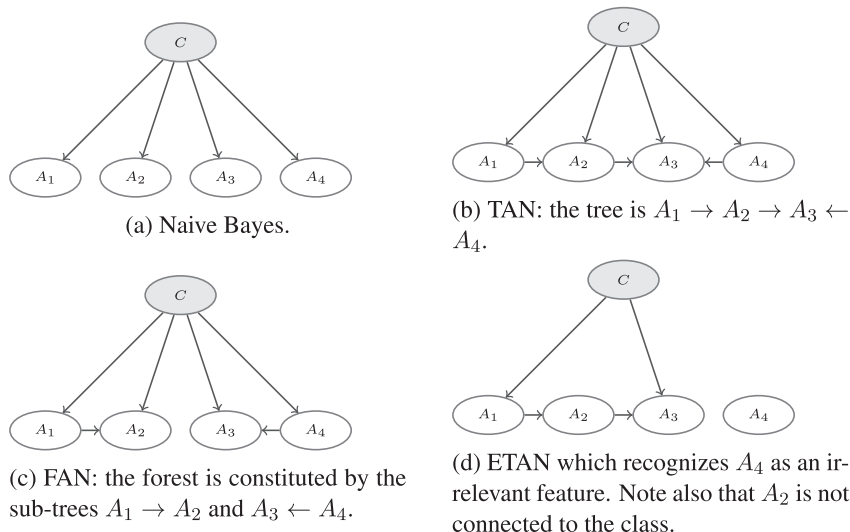 C
A₁ A₂ A₃ A₄
(a) Naive Bayes.
C
A₁ A₂ A₃ A₄
(b) TAN: the tree is A₁ → A₂ → A₃ ←
A₄.
C
A₁ A₂ A₃ A₄
(c) FAN: the forest is constituted by the
sub-trees A₁ → A₂ and A₃ ← A₄.
C
A₁ A₂ A₃ A₄
(d) ETAN which recognizes A₄ as an ir-
relevant feature. Note also that A₂ is not
connected to the class.